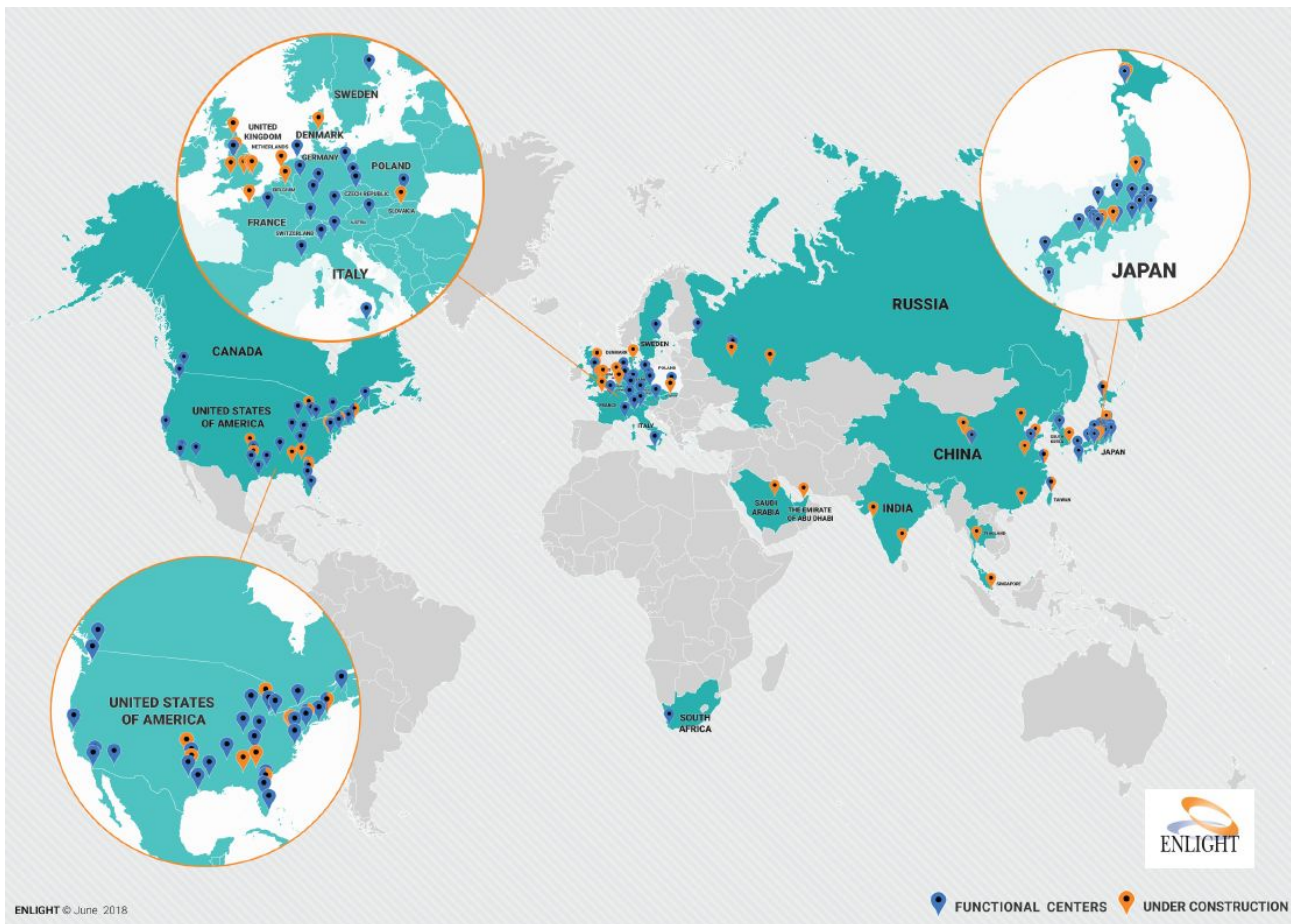 SWEDEN
UNITED
KINGDOM
DENMARK
NETHERLANDS
GERMANY
POLAND
BELGIUM
CZECH REPUBLIC
SLOVAKIA
FRANCE
AUSTRIA
SWITZERLAND
ITALY
JAPAN
RUSSIA
CANADA
DENMARK
SWEDEN
POLAND
FRANCE
ITALY
UNITED STATES
OF AMERICA
CHINA
SOUTH
KOREA
JAPAN
TAIWAN
SAUDI
ARABIA
THE EMIRATE
OF ABU DHABI
INDIA
THAILAND
SINGAPORE
UNITED STATES
OF AMERICA
SOUTH
AFRICA
ENLIGHT
ENLIGHT © June 2018
FUNCTIONAL CENTERS
UNDER CONSTRUCTION